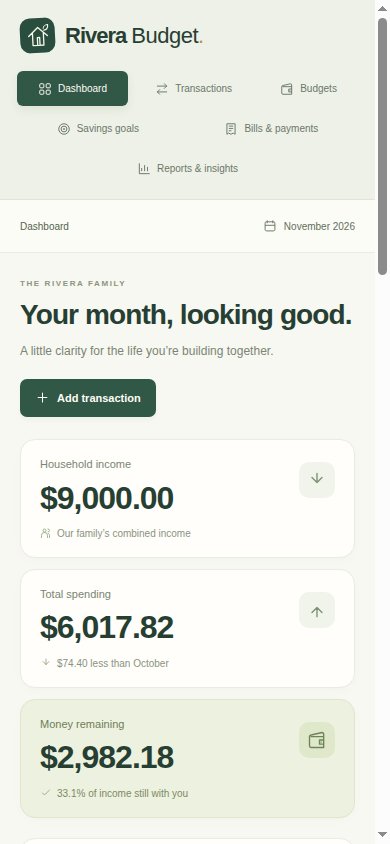 Rivera Budget.
Dashboard
Transactions
Budgets
Savings goals
Bills & payments
Reports & insights
Dashboard
November 2026
THE RIVERA FAMILY
Your month, looking good.
A little clarity for the life you’re building together.
Add transaction
Household income
$9,000.00
Our family’s combined income
Total spending
$6,017.82
$74.40 less than October
Money remaining
$2,982.18
33.1% of income still with you